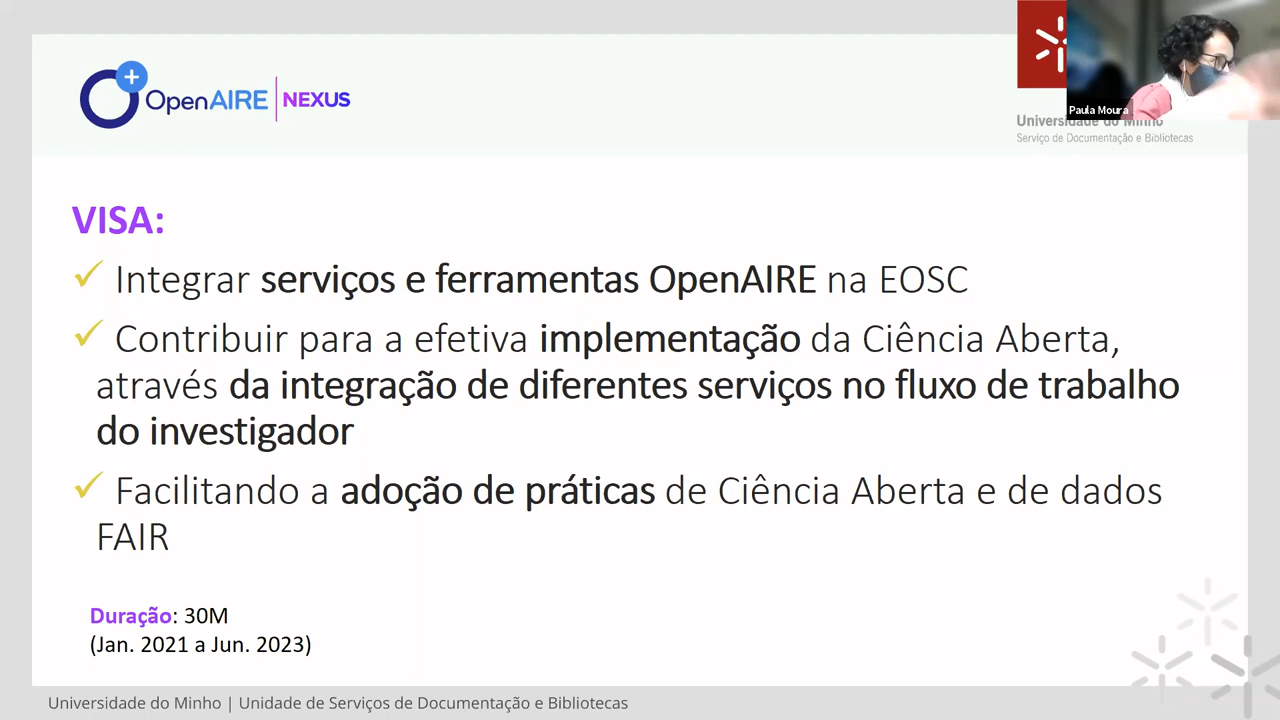 OpenAIRE | NEXUS
Paula Moura
Universidade do Minho
Serviço de Documentação e Bibliotecas
VISA:
Integrar serviços e ferramentas OpenAIRE na EOSC
Contribuir para a efetiva implementação da Ciência Aberta,
através da integração de diferentes serviços no fluxo de trabalho
do investigador
Facilitando a adoção de práticas de Ciência Aberta e de dados
FAIR
Duração: 30M
(Jan. 2021 a Jun. 2023)
Universidade do Minho | Unidade de Serviços de Documentação e Bibliotecas